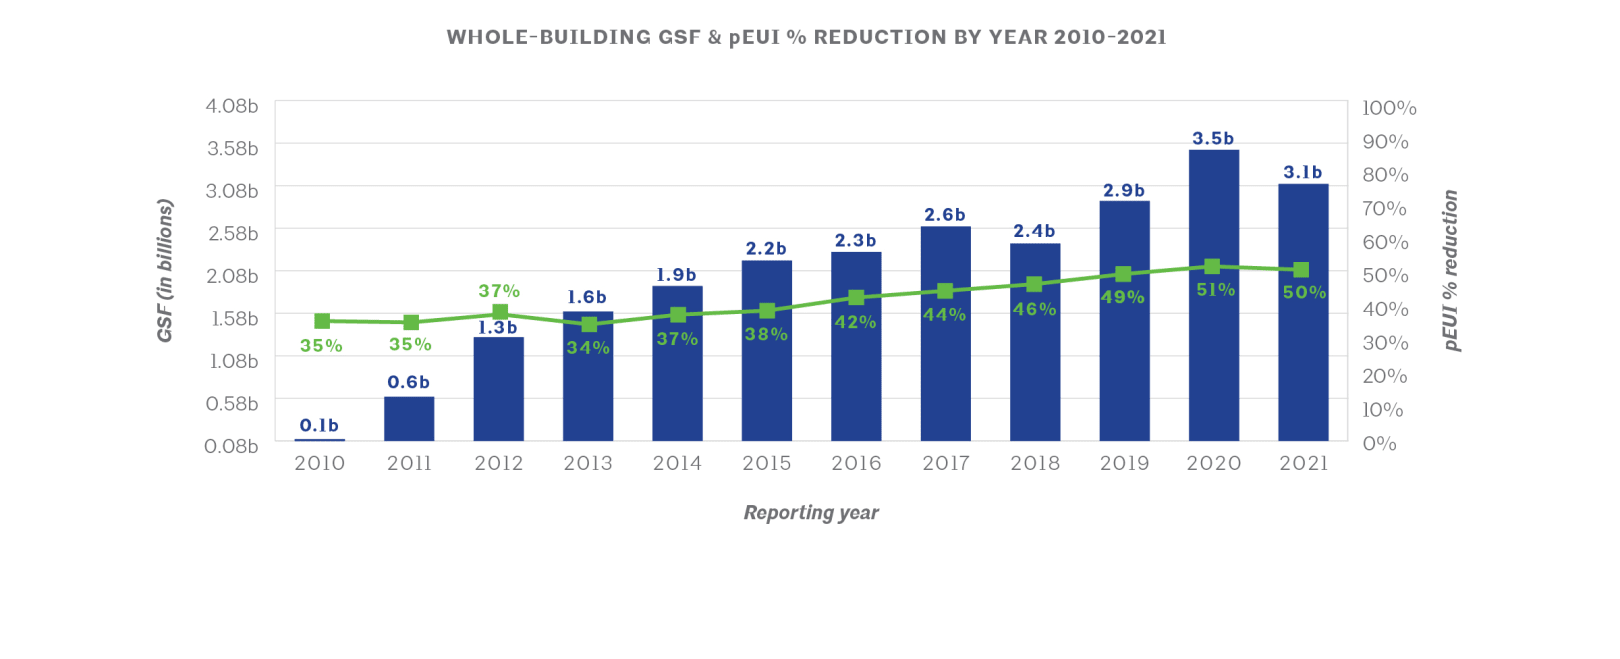 WHOLE-BUILDING GSF & pEUI % REDUCTION BY YEAR 2010-2021
GSF (in billions)
4.08b
3.58b
3.08b
2.58b
2.08b
1.58b
1.08b
0.58b
0.08b
0.1b
0.6b
1.3b
1.6b
1.9b
2.2b
2.3b
2.6b
2.4b
2.9b
3.5b
3.1b
35%
35%
37%
34%
37%
38%
42%
44%
46%
49%
51%
50%
100%
90%
80%
70%
60%
50%
40%
30%
20%
10%
0%
pEUI % reduction
2010 2011 2012 2013 2014 2015 2016 2017 2018 2019 2020 2021
Reporting year